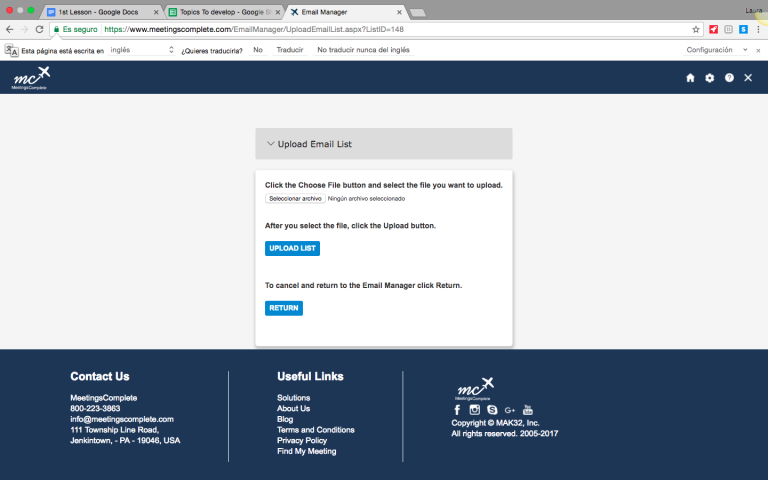 1st Lesson - Google Docs
Topics To develop - Google S
Email Manager
Laura
Es seguro
https://www.meetingscomplete.com/EmailManager/UploadEmailList.aspx?ListID=148
Esta página está escrita en inglés ¿Quieres traducirla? No Traducir No traducir nunca del inglés Configuración
mc
MeetingsComplete
Upload Email List
Click the Choose File button and select the file you want to upload.
Seleccionar archivo Ningún archivo seleccionado
After you select the file, click the Upload button.
UPLOAD LIST
To cancel and return to the Email Manager click Return.
RETURN
Contact Us
MeetingsComplete
800-223-3863
info@meetingscomplete.com
111 Township Line Road,
Jenkintown, - PA - 19046, USA
Useful Links
Solutions
About Us
Blog
Terms and Conditions
Privacy Policy
Find My Meeting
mc
MeetingsComplete
G+
You Tube
Copyright © MAK32, Inc.
All rights reserved. 2005-2017